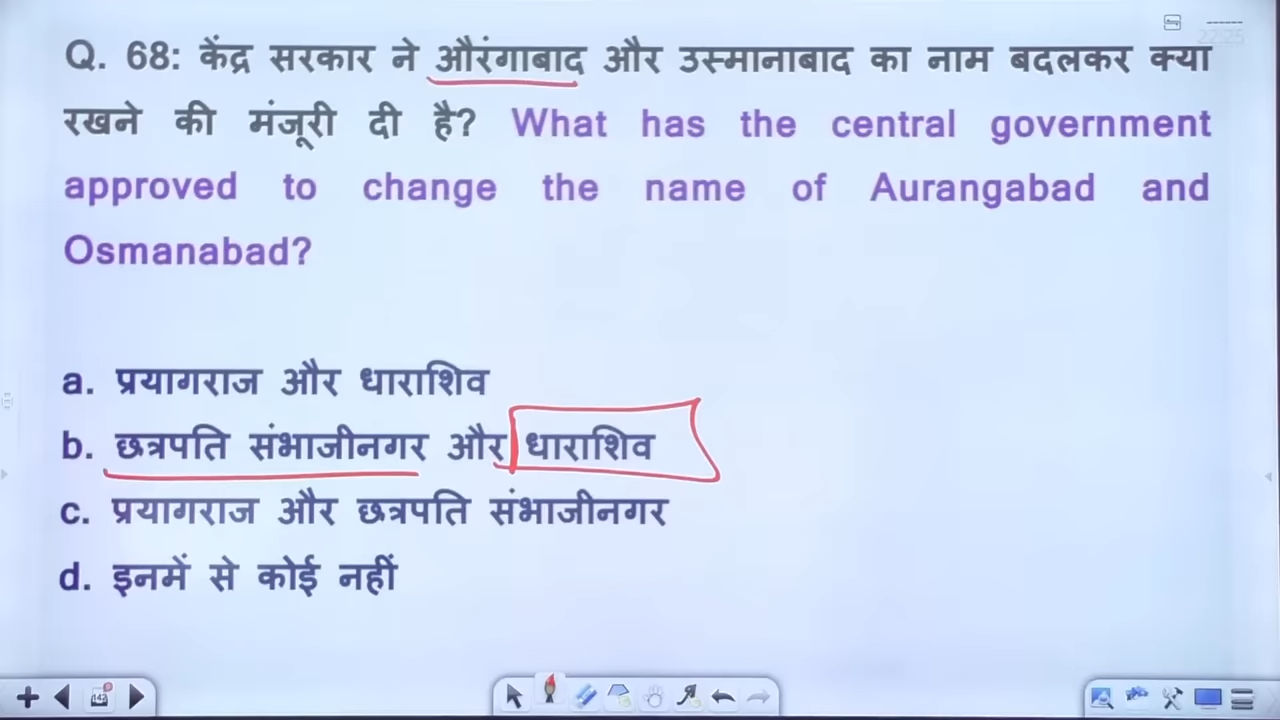 Q. 68: केंद्र सरकार ने औरंगाबाद और उस्मानाबाद का नाम बदलकर क्या
रखने की मंजूरी दी है? What has the central government
approved to change the name of Aurangabad and
Osmanabad?
a. प्रयागराज और धाराशिव
b. छत्रपति संभाजीनगर और धाराशिव
c. प्रयागराज और छत्रपति संभाजीनगर
d. इनमें से कोई नहीं